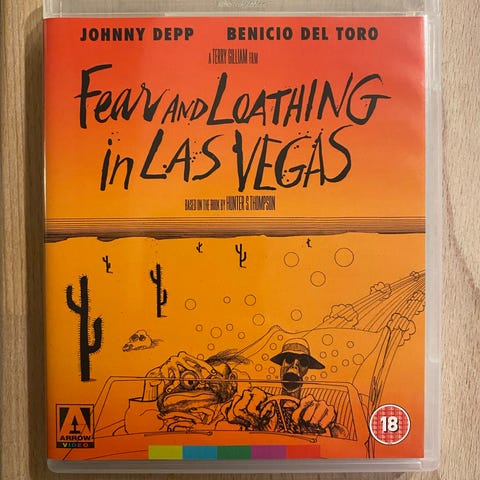 JOHNNY DEPP BENICIO DEL TORO
A TERRY GILLIAM FILM
Fear AND LOATHING
in LAS VEGAS
BASED ON THE BOOK BY HUNTER S. THOMPSON
ARROW
VIDEO
18